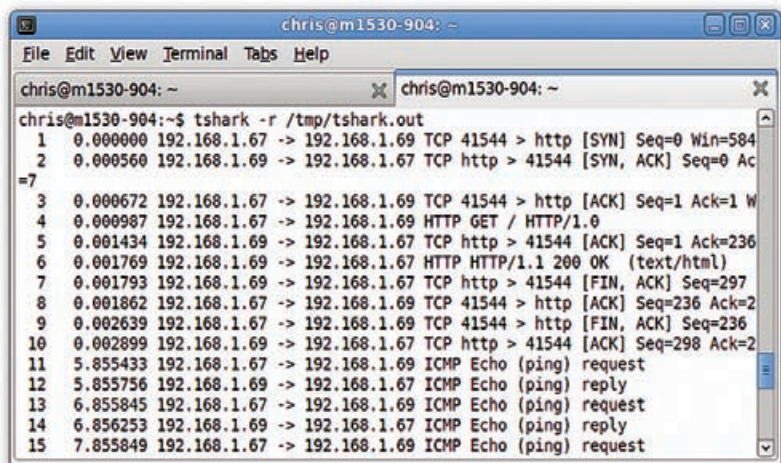 chris@m1530-904: ~
File Edit View Terminal Tabs Help
chris@m1530-904: ~ chris@m1530-904: ~
chris@m1530-904:~$ tshark -r /tmp/tshark.out
1 0.000000 192.168.1.67 -> 192.168.1.69 TCP 41544 > http [SYN] Seq=0 Win=584
2 0.000560 192.168.1.69 -> 192.168.1.67 TCP http > 41544 [SYN, ACK] Seq=0 Ac
=7
3 0.000672 192.168.1.67 -> 192.168.1.69 TCP 41544 > http [ACK] Seq=1 Ack=1 W
4 0.000987 192.168.1.67 -> 192.168.1.69 HTTP GET / HTTP/1.0
5 0.001434 192.168.1.69 -> 192.168.1.67 TCP http > 41544 [ACK] Seq=1 Ack=236
6 0.001769 192.168.1.69 -> 192.168.1.67 HTTP HTTP/1.1 200 OK (text/html)
7 0.001793 192.168.1.69 -> 192.168.1.67 TCP http > 41544 [FIN, ACK] Seq=297
8 0.001862 192.168.1.67 -> 192.168.1.69 TCP 41544 > http [ACK] Seq=236 Ack=2
9 0.002639 192.168.1.67 -> 192.168.1.69 TCP 41544 > http [FIN, ACK] Seq=236
10 0.002899 192.168.1.69 -> 192.168.1.67 TCP http > 41544 [ACK] Seq=298 Ack=2
11 5.855433 192.168.1.67 -> 192.168.1.69 ICMP Echo (ping) request
12 5.855756 192.168.1.69 -> 192.168.1.67 ICMP Echo (ping) reply
13 6.855845 192.168.1.67 -> 192.168.1.69 ICMP Echo (ping) request
14 6.856253 192.168.1.69 -> 192.168.1.67 ICMP Echo (ping) reply
15 7.855849 192.168.1.67 -> 192.168.1.69 ICMP Echo (ping) request